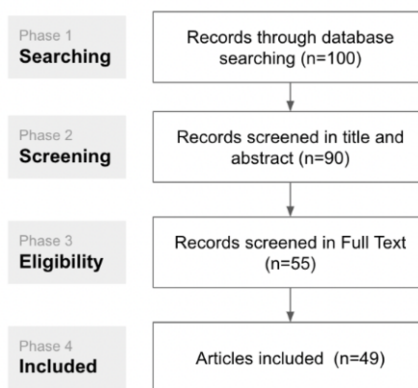 Phase 1
Searching
Records through database
searching (n=100)
Phase 2
Screening
Records screened in title and
abstract (n=90)
Phase 3
Eligibility
Records screened in Full Text
(n=55)
Phase 4
Included
Articles included (n=49)